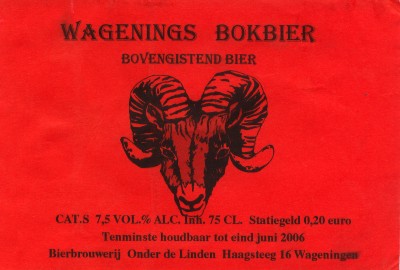 WAGENINGS BOKBIER
BOVENGISTEND BIER
CAT.S 7,5 VOL.% ALC. Inh. 75 CL. Statiegeld 0,20 euro
Tenminste houdbaar tot eind juni 2006
Bierbrouwerij Onder de Linden Haagsteeg 16 Wageningen